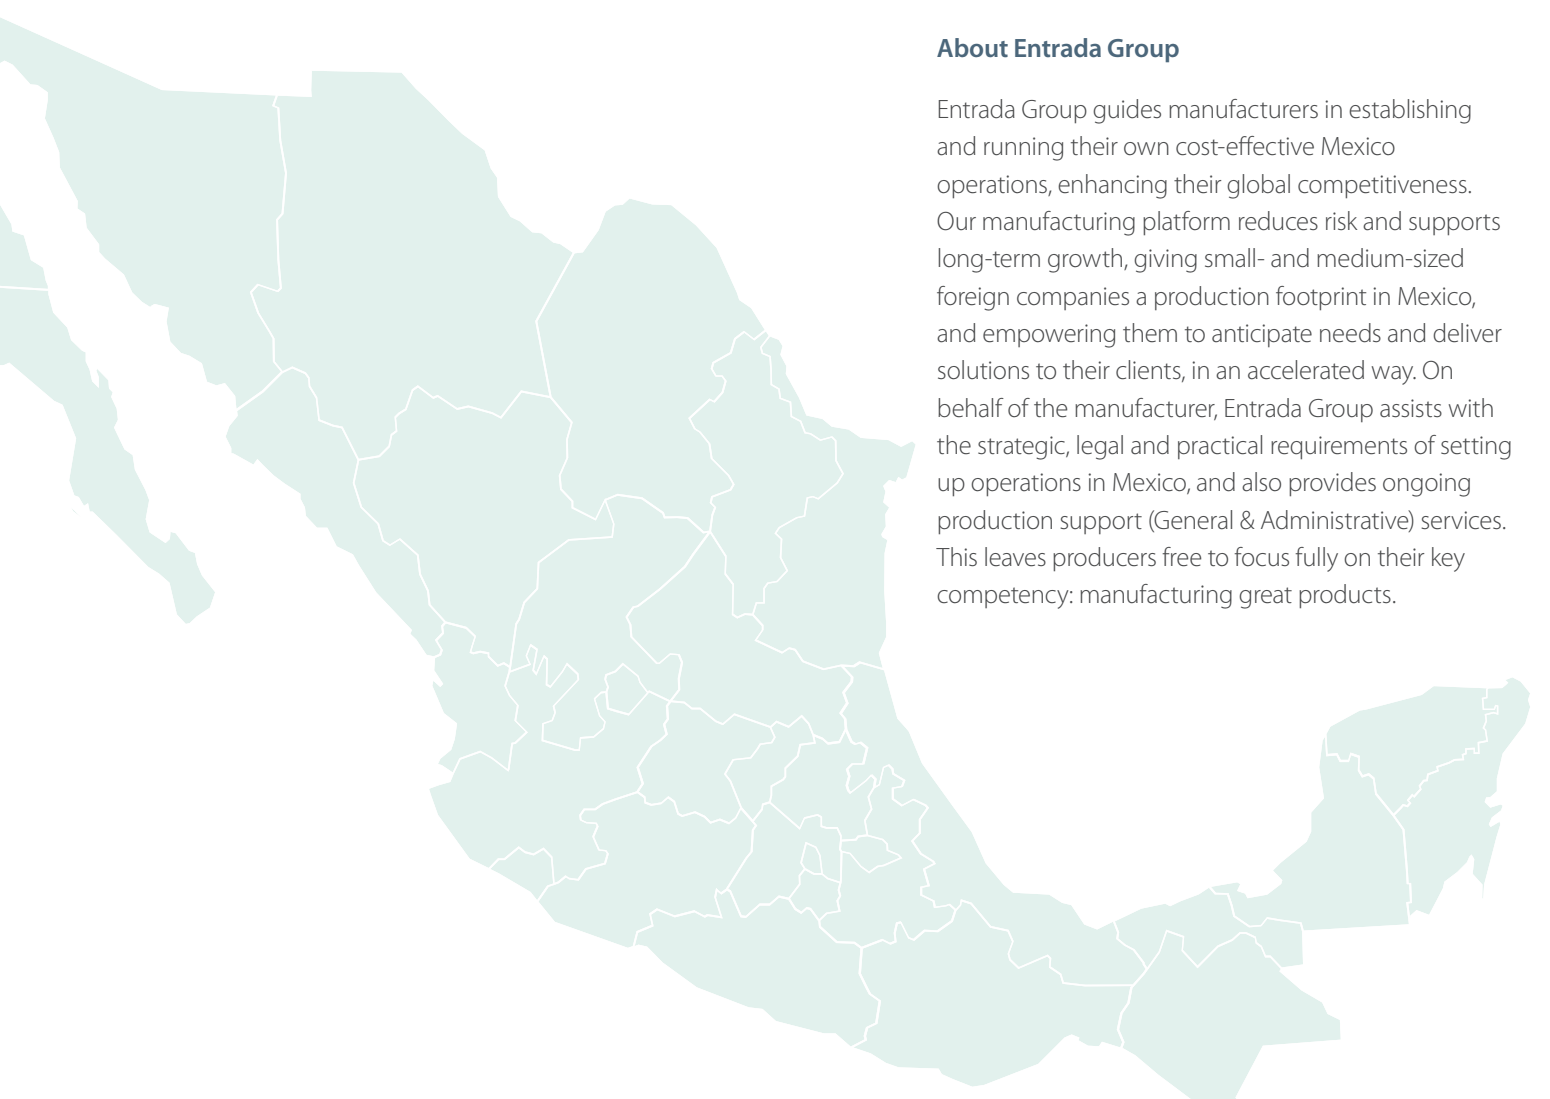 About Entrada Group
Entrada Group guides manufacturers in establishing
and running their own cost-effective Mexico
operations, enhancing their global competitiveness.
Our manufacturing platform reduces risk and supports
long-term growth, giving small- and medium-sized
foreign companies a production footprint in Mexico,
and empowering them to anticipate needs and deliver
solutions to their clients, in an accelerated way. On
behalf of the manufacturer, Entrada Group assists with
the strategic, legal and practical requirements of setting
up operations in Mexico, and also provides ongoing
production support (General & Administrative) services.
This leaves producers free to focus fully on their key
competency: manufacturing great products.